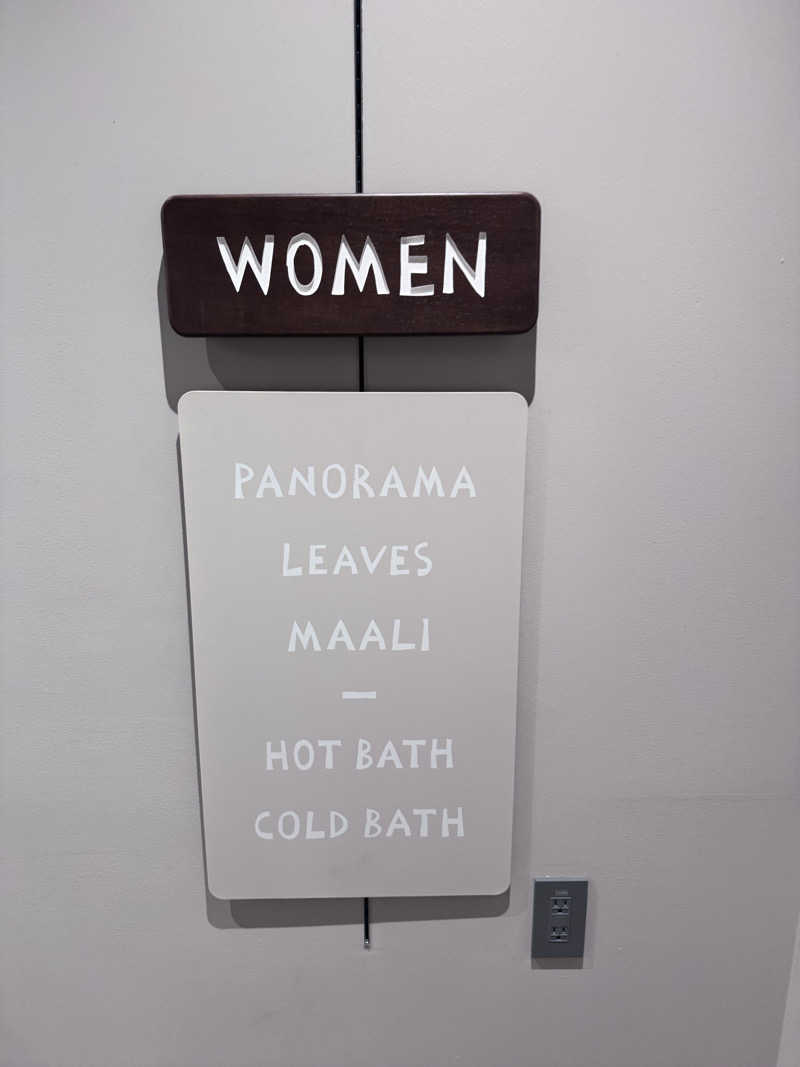 WOMEN
PANORAMA
LEAVES
MAALI
—
HOT BATH
COLD BATH